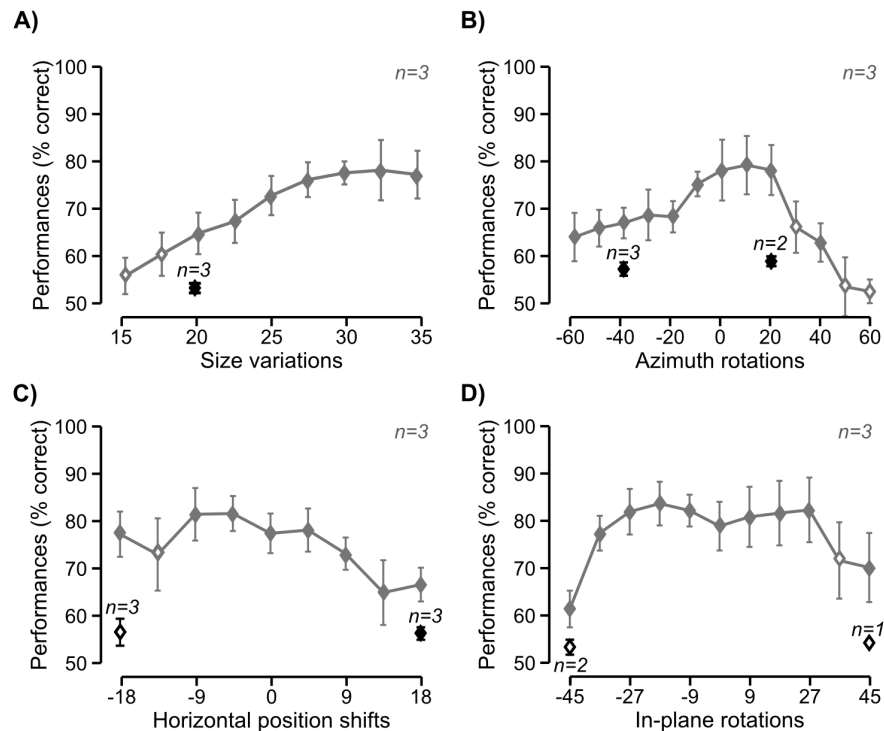 A)
n=3
Performances (% correct)
100
90
80
70
60
50
n=3
15 20 25 30 35
Size variations
B)
n=3
Performances (% correct)
100
90
80
70
60
50
n=3
n=2
-60 -40 -20 0 20 40 60
Azimuth rotations
C)
n=3
Performances (% correct)
100
90
80
70
60
50
n=3
n=3
-18 -9 0 9 18
Horizontal position shifts
D)
n=3
Performances (% correct)
100
90
80
70
60
50
n=2
n=1
-45 -27 -9 9 27 45
In-plane rotations